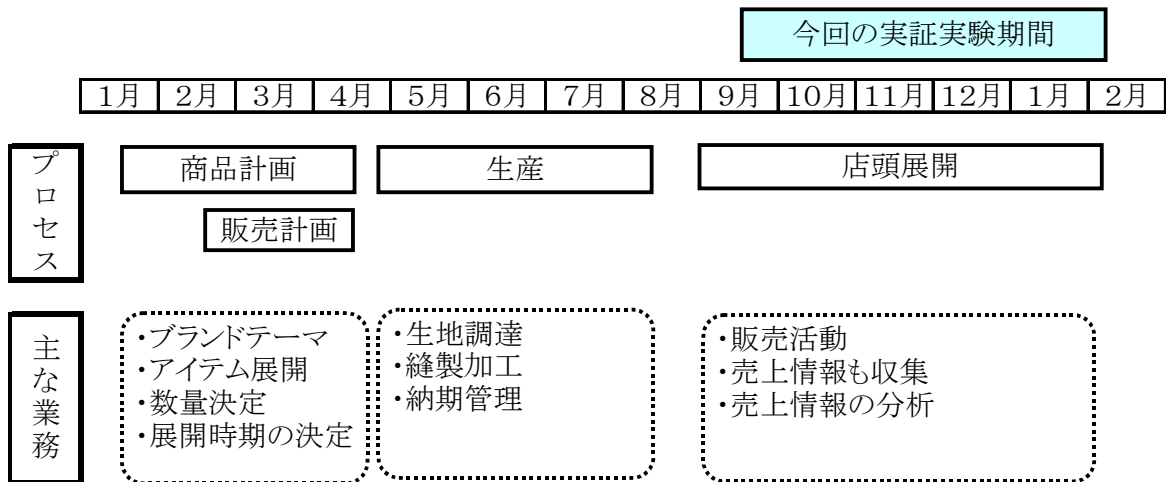 今回の実証実験期間
1月 2月 3月 4月 5月 6月 7月 8月 9月 10月 11月 12月 1月 2月
プロセス
商品計画 生産 店頭展開
販売計画
主な業務
・ブランドテーマ
・アイテム展開
・数量決定
・展開時期の決定
・生地調達
・縫製加工
・納期管理
・販売活動
・売上情報も収集
・売上情報の分析